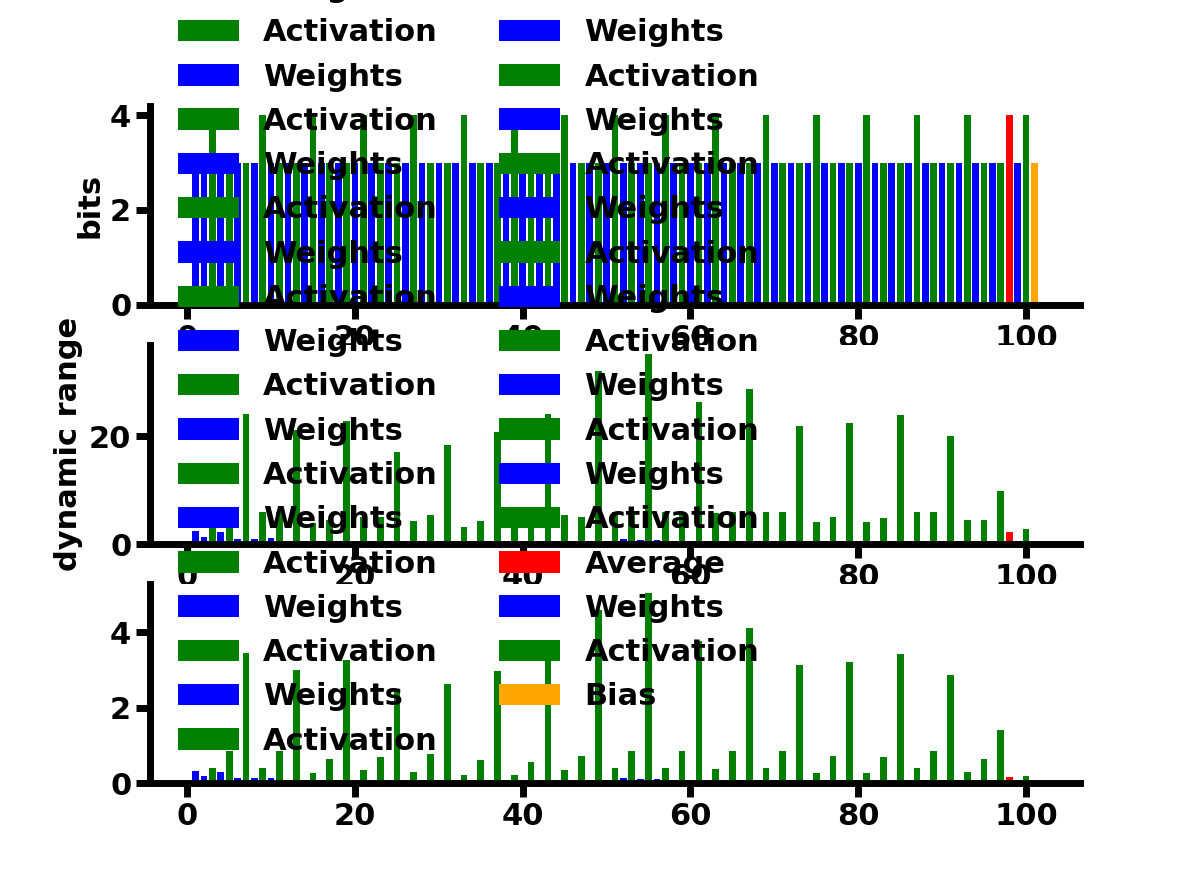 Activation Weights
Weights Activation
4 Activation Weights
Weights Activation
bits
2 Activation Weights
Weights Activation
0 Activation Weights
0 20 40 60 80 100
Weights Activation
dynamic range
Activation Weights
20 Weights Activation
Activation Weights
Weights Activation
0
Activation Average
0 20 40 60 80 100
Weights Weights
4
Activation Activation
Weights Bias
2
Activation
0
0 20 40 60 80 100